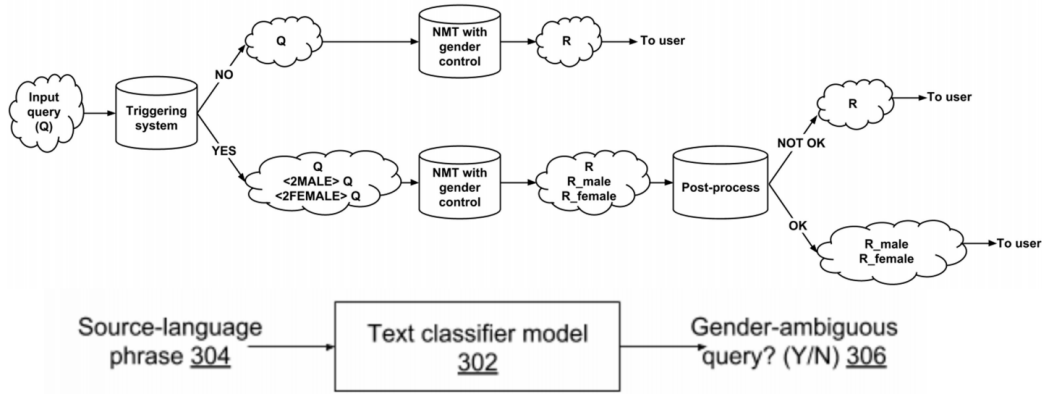 Input
query
(Q)
Triggering
system
NO
Q
NMT with
gender
control
R
To user
YES
Q
<2MALE> Q
<2FEMALE> Q
NMT with
gender
control
R
R_male
R_female
Post-process
NOT OK
R
To user
OK
R_male
R_female
To user
Source-language
phrase 304
Text classifier model
302
Gender-ambiguous
query? (Y/N) 306